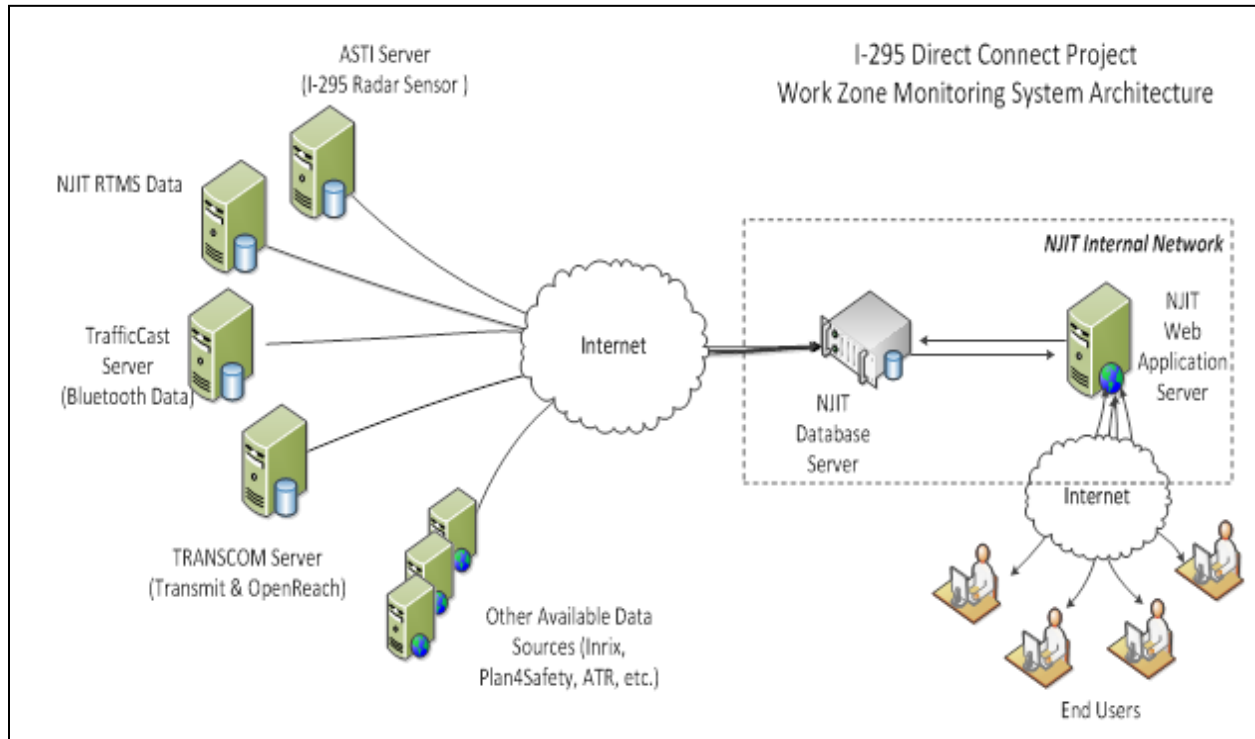 I-295 Direct Connect Project
Work Zone Monitoring System Architecture
ASTI Server
(I-295 Radar Sensor )
NJIT RTMS Data
TrafficCast
Server
(Bluetooth Data)
TRANSCOM Server
(Transmit & OpenReach)
Other Available Data
Sources (Inrix,
Plan4Safety, ATR, etc.)
Internet
NJIT Internal Network
NJIT
Database
Server
NJIT
Web
Application
Server
Internet
End Users